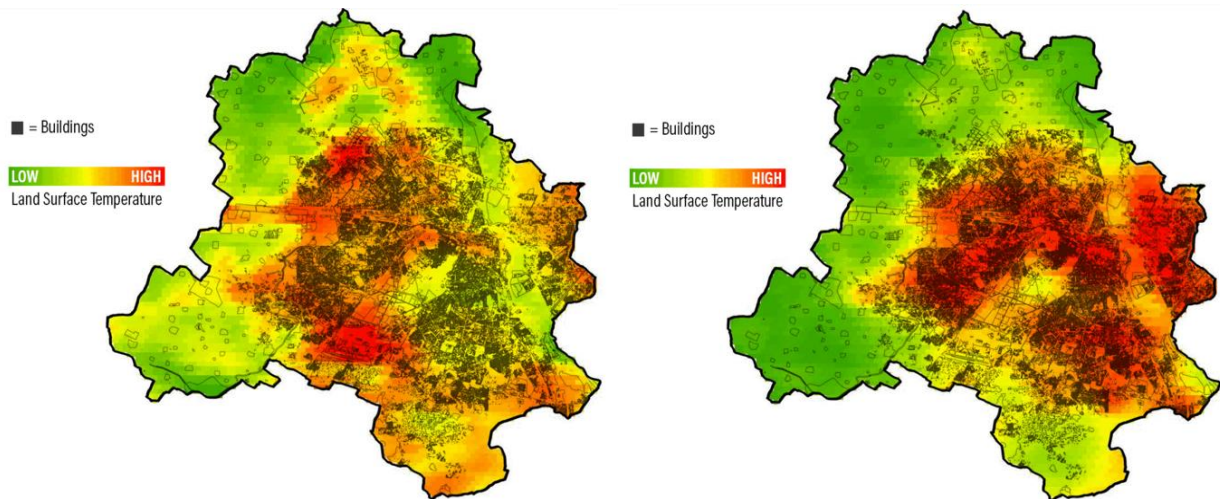 ■ = Buildings
LOW HIGH
Land Surface Temperature
■ = Buildings
LOW HIGH
Land Surface Temperature